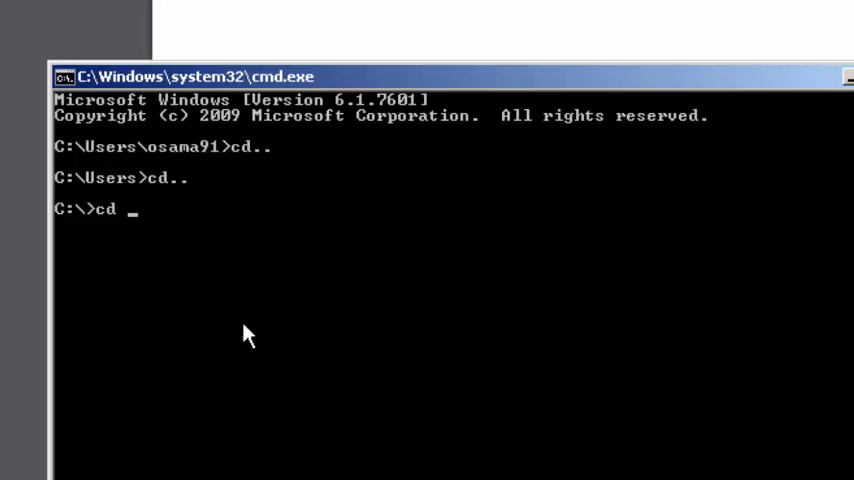 C:\Windows\system32\cmd.exe
Microsoft Windows [Version 6.1.7601]
Copyright (c) 2009 Microsoft Corporation.  All rights reserved.
C:\Users\osama91>cd..
C:\Users>cd..
C:\>cd _